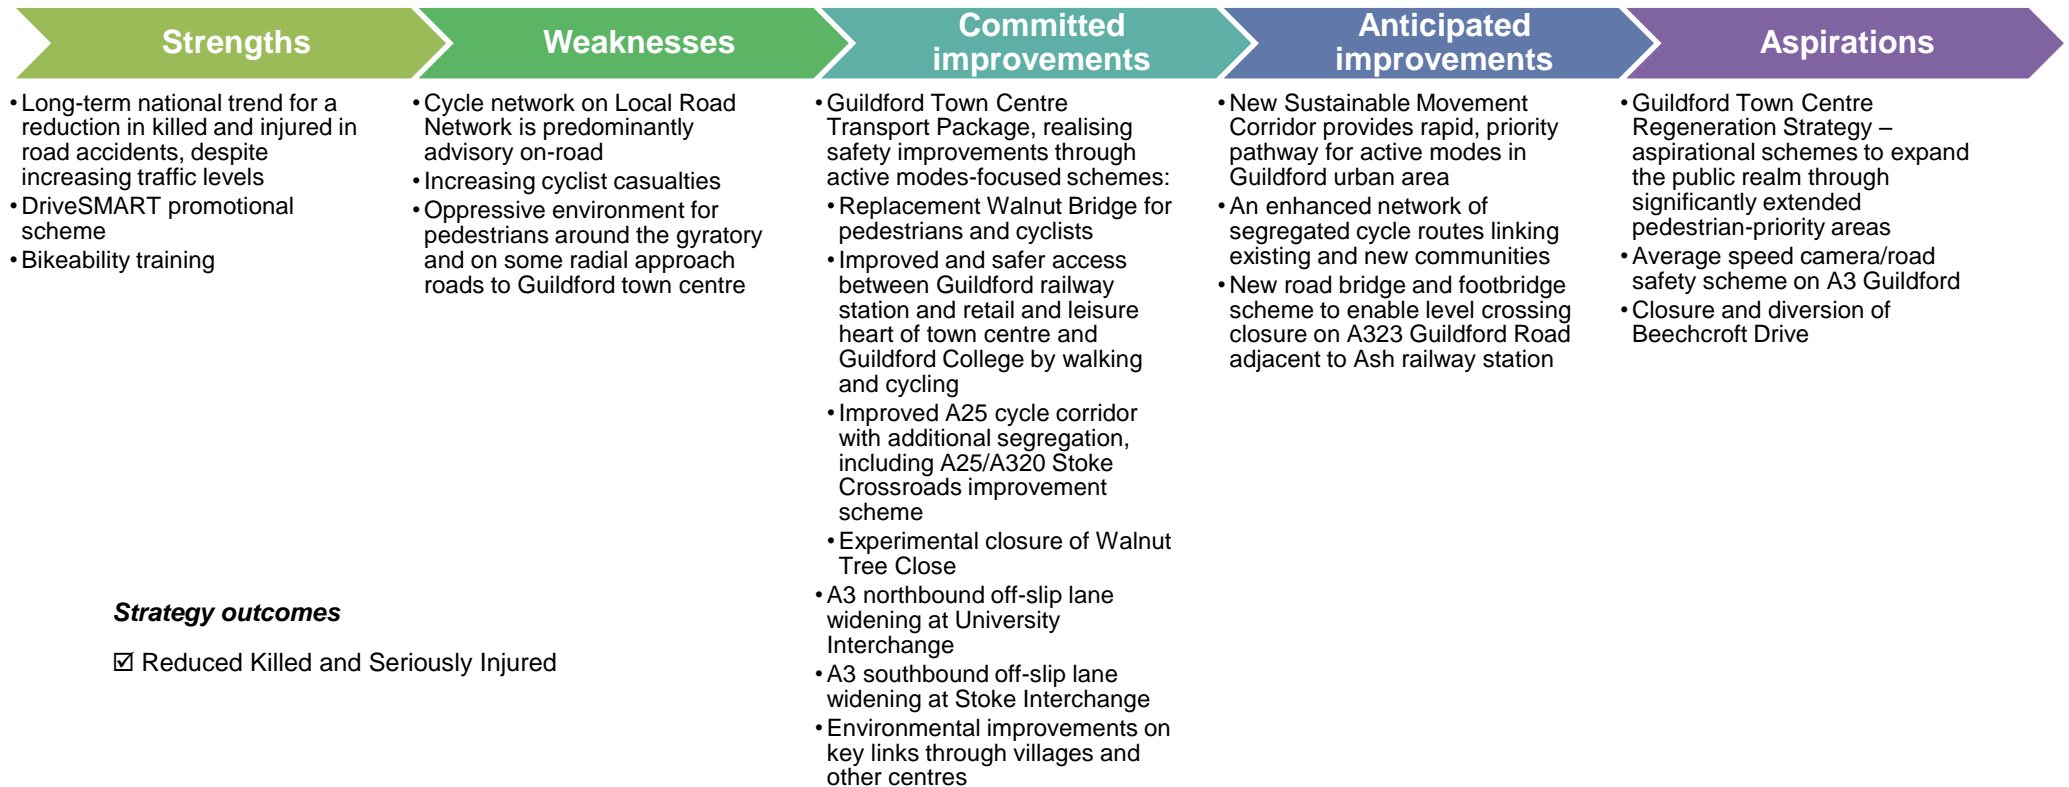 Strengths
Weaknesses
Committed
improvements
Anticipated
improvements
Aspirations
• Long-term national trend for a
reduction in killed and injured in
road accidents, despite
increasing traffic levels
• DriveSMART promotional
scheme
• Bikeability training
• Cycle network on Local Road
Network is predominantly
advisory on-road
• Increasing cyclist casualties
• Oppressive environment for
pedestrians around the gyratory
and on some radial approach
roads to Guildford town centre
• Guildford Town Centre
Transport Package, realising
safety improvements through
active modes-focused schemes:
• Replacement Walnut Bridge for
pedestrians and cyclists
• Improved and safer access
between Guildford railway
station and retail and leisure
heart of town centre and
Guildford College by walking
and cycling
• Improved A25 cycle corridor
with additional segregation,
including A25/A320 Stoke
Crossroads improvement
scheme
• Experimental closure of Walnut
Tree Close
• A3 northbound off-slip lane
widening at University
Interchange
• A3 southbound off-slip lane
widening at Stoke Interchange
• Environmental improvements on
key links through villages and
other centres
• New Sustainable Movement
Corridor provides rapid, priority
pathway for active modes in
Guildford urban area
• An enhanced network of
segregated cycle routes linking
existing and new communities
• New road bridge and footbridge
scheme to enable level crossing
closure on A323 Guildford Road
adjacent to Ash railway station
• Guildford Town Centre
Regeneration Strategy –
aspirational schemes to expand
the public realm through
significantly extended
pedestrian-priority areas
• Average speed camera/road
safety scheme on A3 Guildford
• Closure and diversion of
Beechcroft Drive
Strategy outcomes
☑ Reduced Killed and Seriously Injured